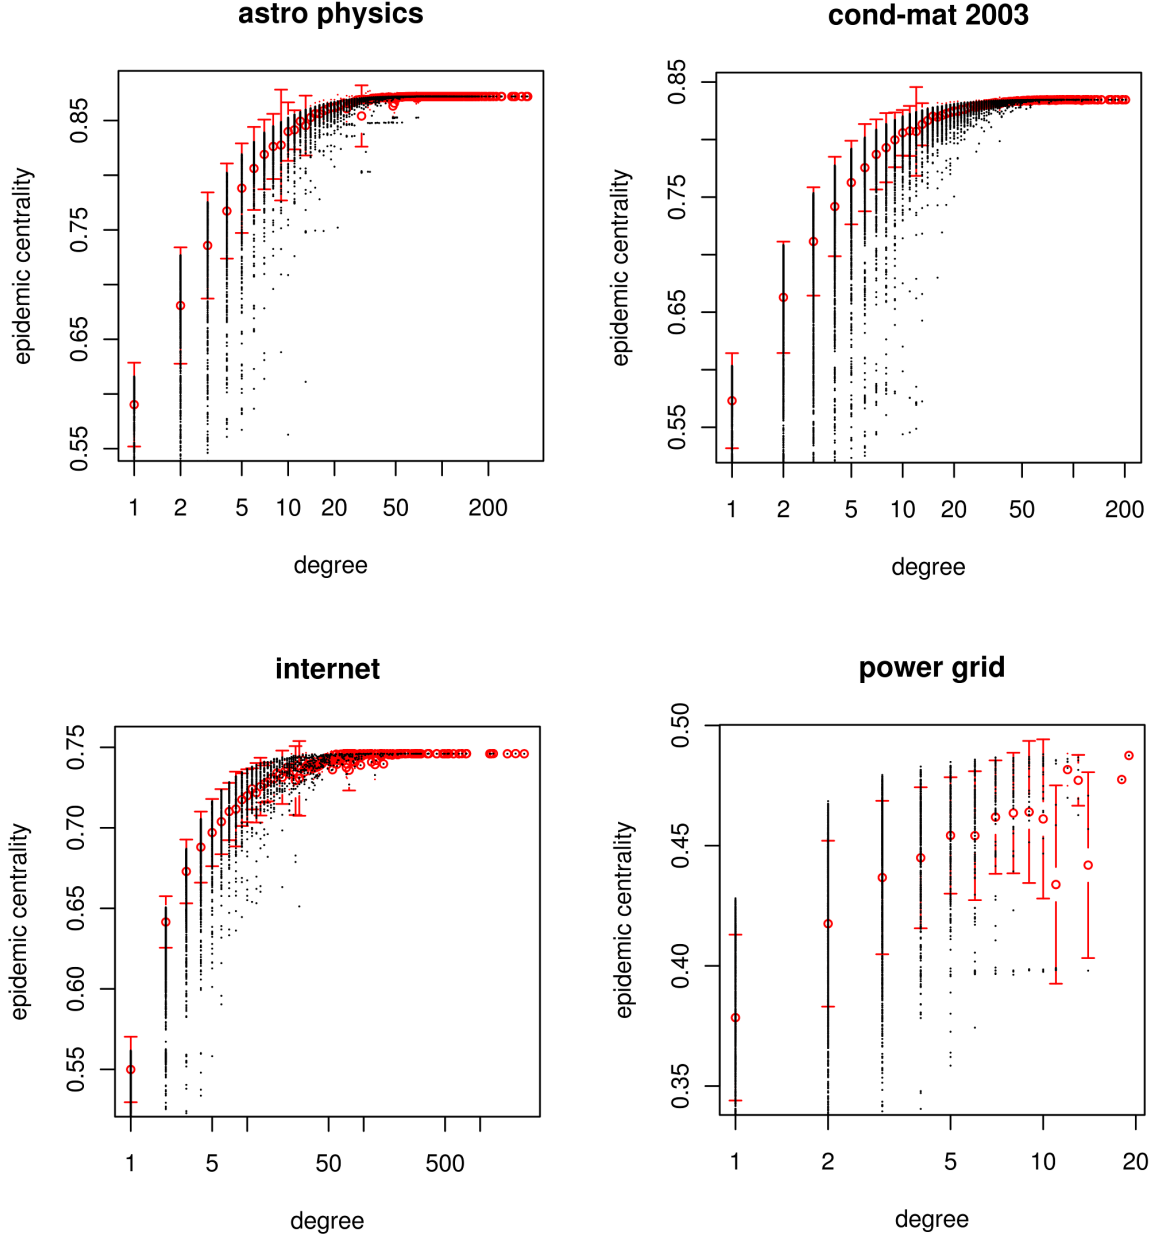 astro physics
epidemic centrality
0.85
0.75
0.65
0.55
1 2 5 10 20 50 200
degree
cond-mat 2003
epidemic centrality
0.85
0.75
0.65
0.55
1 2 5 10 20 50 200
degree
internet
epidemic centrality
0.75
0.70
0.65
0.60
0.55
1 5 50 500
degree
power grid
epidemic centrality
0.50
0.45
0.40
0.35
1 2 5 10 20
degree